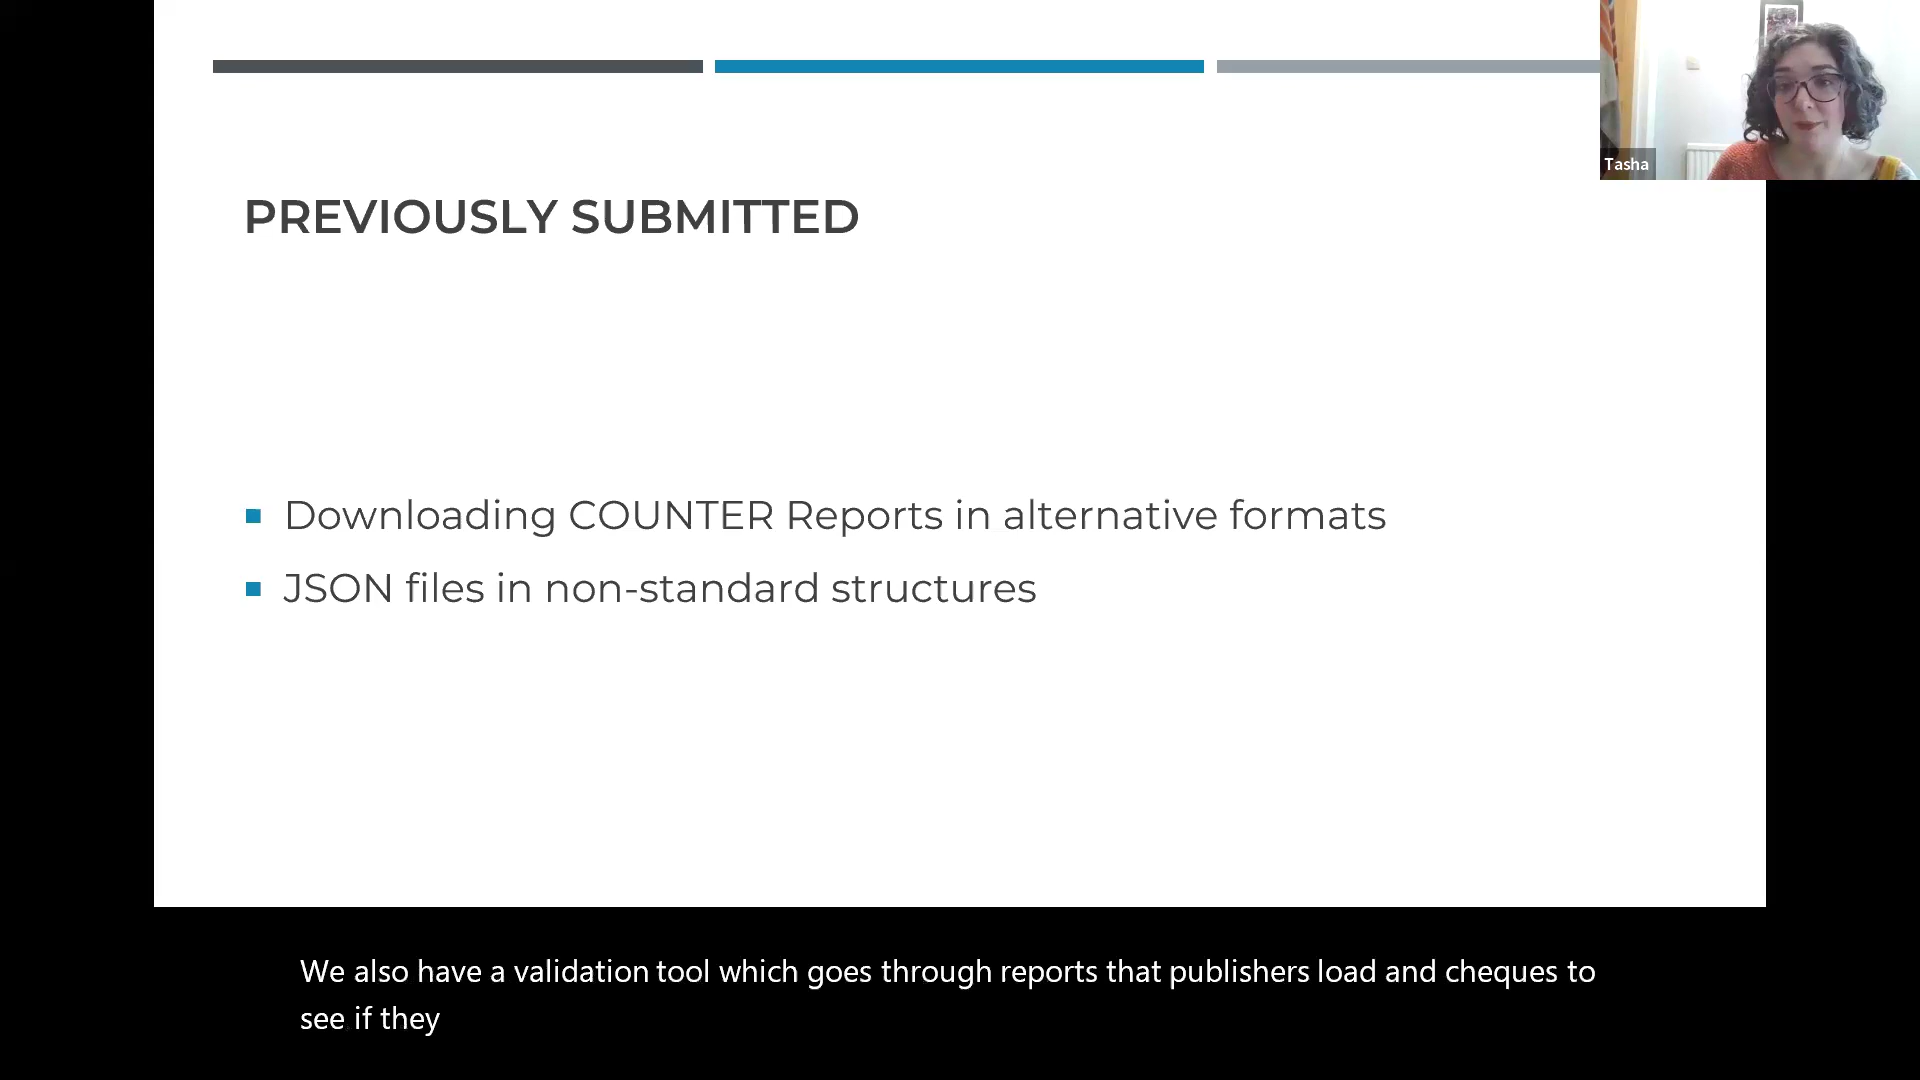 Tasha
PREVIOUSLY SUBMITTED
Downloading COUNTER Reports in alternative formats
JSON files in non-standard structures
We also have a validation tool which goes through reports that publishers load and cheques to
see if they